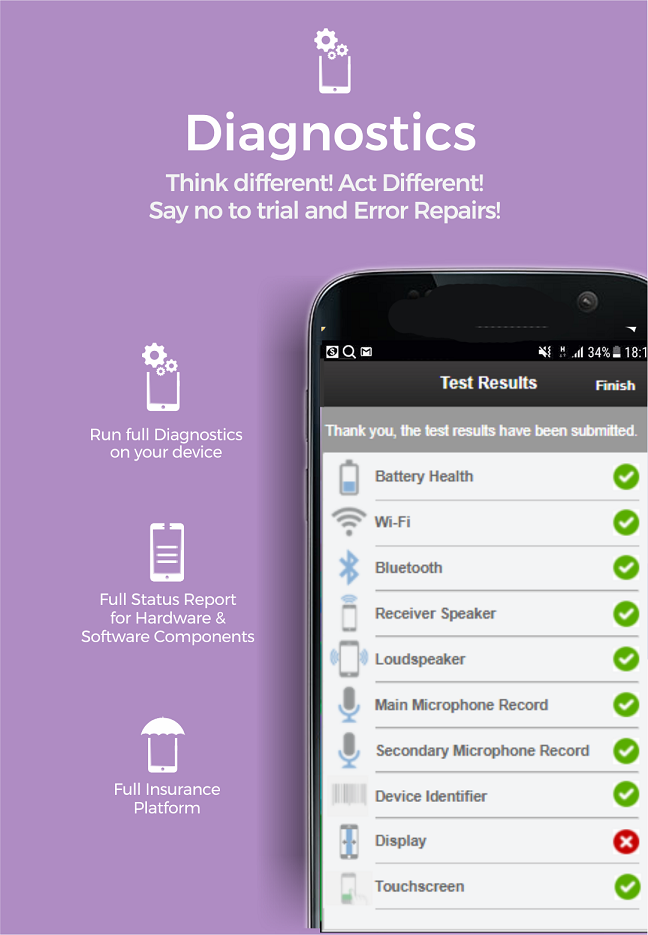 Diagnostics
Think different! Act Different!
Say no to trial and Error Repairs!
Run full Diagnostics
on your device
Full Status Report
for Hardware &
Software Components
Full Insurance
Platform
34% 18:1
Test Results
Finish
Thank you, the test results have been submitted.
Battery Health
Wi-Fi
Bluetooth
Receiver Speaker
Loudspeaker
Main Microphone Record
Secondary Microphone Record
Device Identifier
Display
Touchscreen